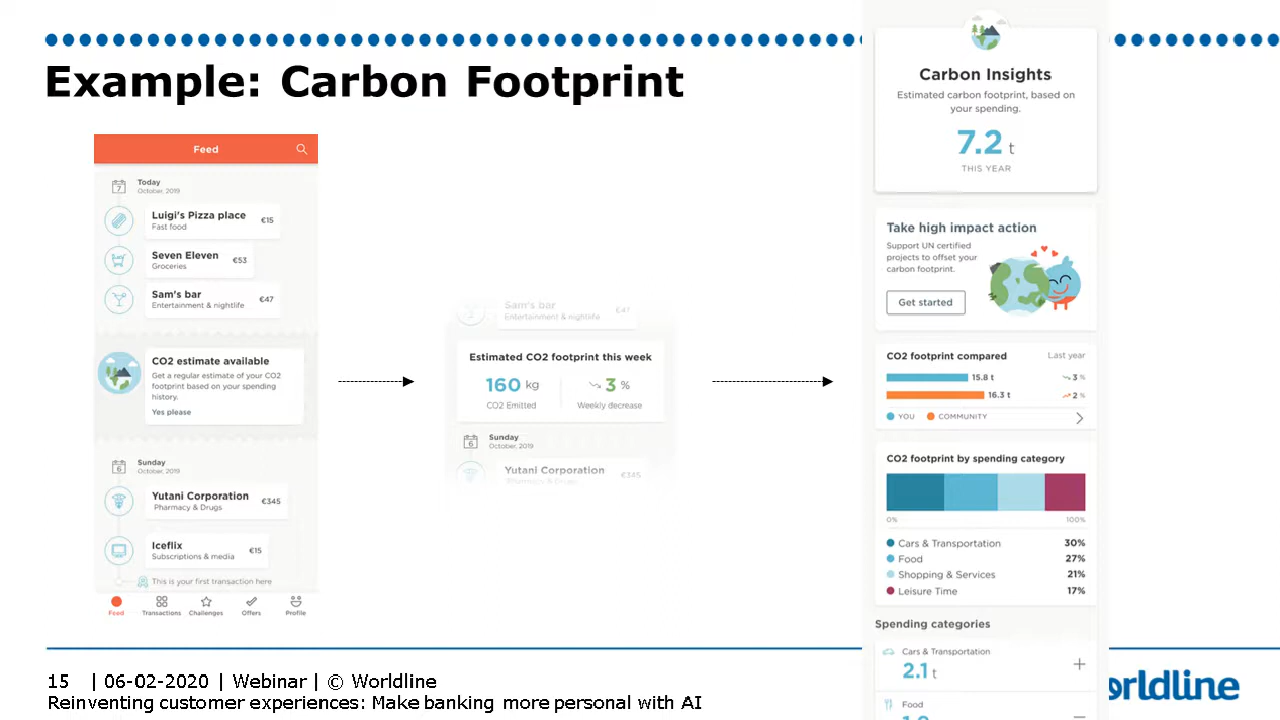 Example: Carbon Footprint
Feed
7
Today
October, 2019
Luigi's Pizza place
€15
Fast food
Seven Eleven
€53
Groceries
Sam's bar
€47
Entertainment & nightlife
CO2 estimate available
Get a regular estimate of your CO2
footprint based on your spending
history.
Yes please
6
Sunday
October, 2019
Yutani Corporation
€345
Pharmacy & Drugs
Iceflix
€15
Subscriptions & media
This is your first transaction here
Feed
Transactions
Challenges
Offers
Profile
Sam's bar
€47
Entertainment & nightlife
Estimated CO2 footprint this week
160 kg
3 %
CO2 Emitted
Weekly decrease
6
Sunday
October, 2019
Yutani Corporation
€345
Pharmacy & Drugs
Carbon Insights
Estimated carbon footprint, based on
your spending.
7.2 t
THIS YEAR
Take high impact action
Support UN certified
projects to offset your
carbon footprint.
Get started
CO2 footprint compared
Last year
15.8 t
3 %
16.3 t
2 %
YOU
COMMUNITY
CO2 footprint by spending category
0%
100%
Cars & Transportation 30%
Food 27%
Shopping & Services 21%
Leisure Time 17%
Spending categories
Cars & Transportation
2.1 t
+
Food
15 | 06-02-2020 | Webinar | © Worldline
Reinventing customer experiences: Make banking more personal with AI
orldline